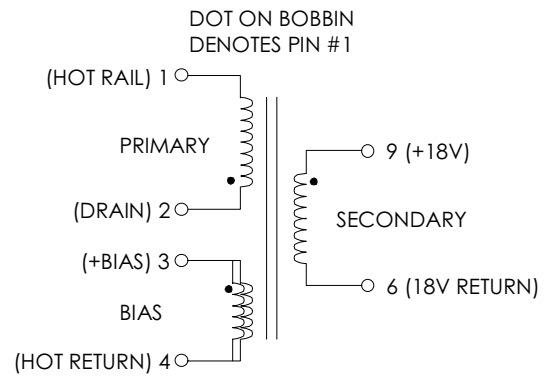 DOT ON BOBBIN
DENOTES PIN #1
(HOT RAIL) 1
PRIMARY
9 (+18V)
(DRAIN) 2
SECONDARY
(+BIAS) 3
6 (18V RETURN)
BIAS
(HOT RETURN) 4